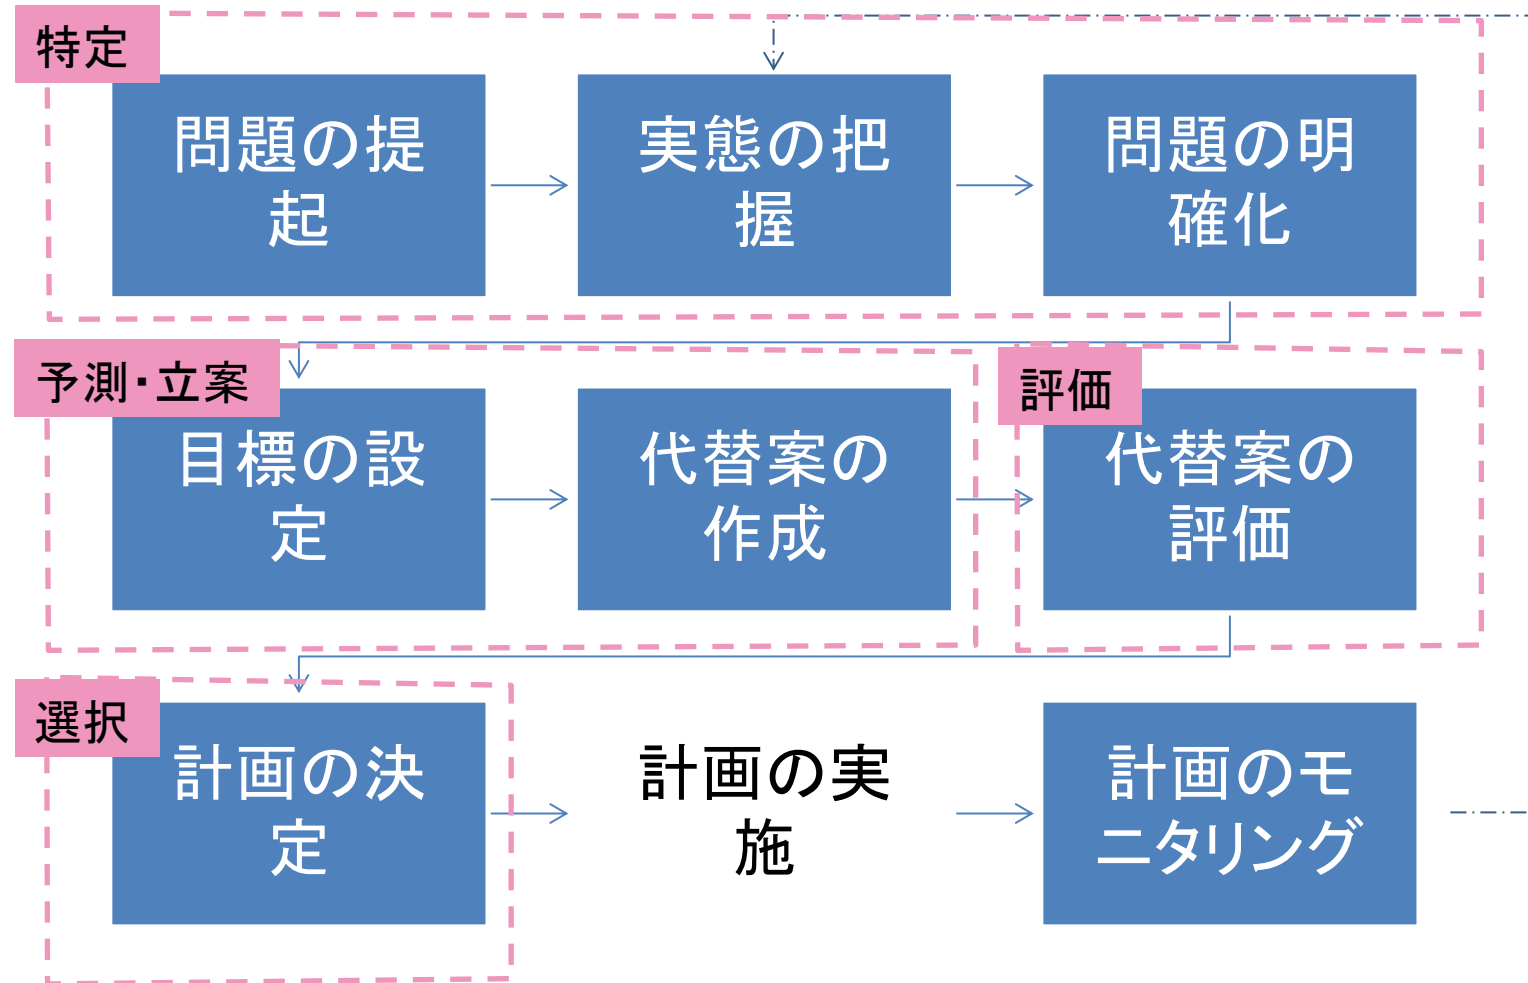 特定
問題の提
起
実態の把
握
問題の明
確化
予測・立案
目標の設
定
代替案の
作成
評価
代替案の
評価
選択
計画の決
定
計画の実
施
計画のモ
ニタリング